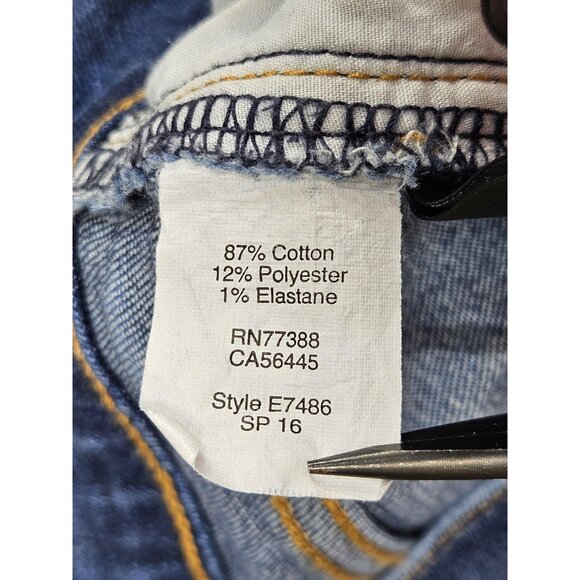 87% Cotton
12% Polyester
1% Elastane
RN77388
CA56445
Style E7486
SP 16